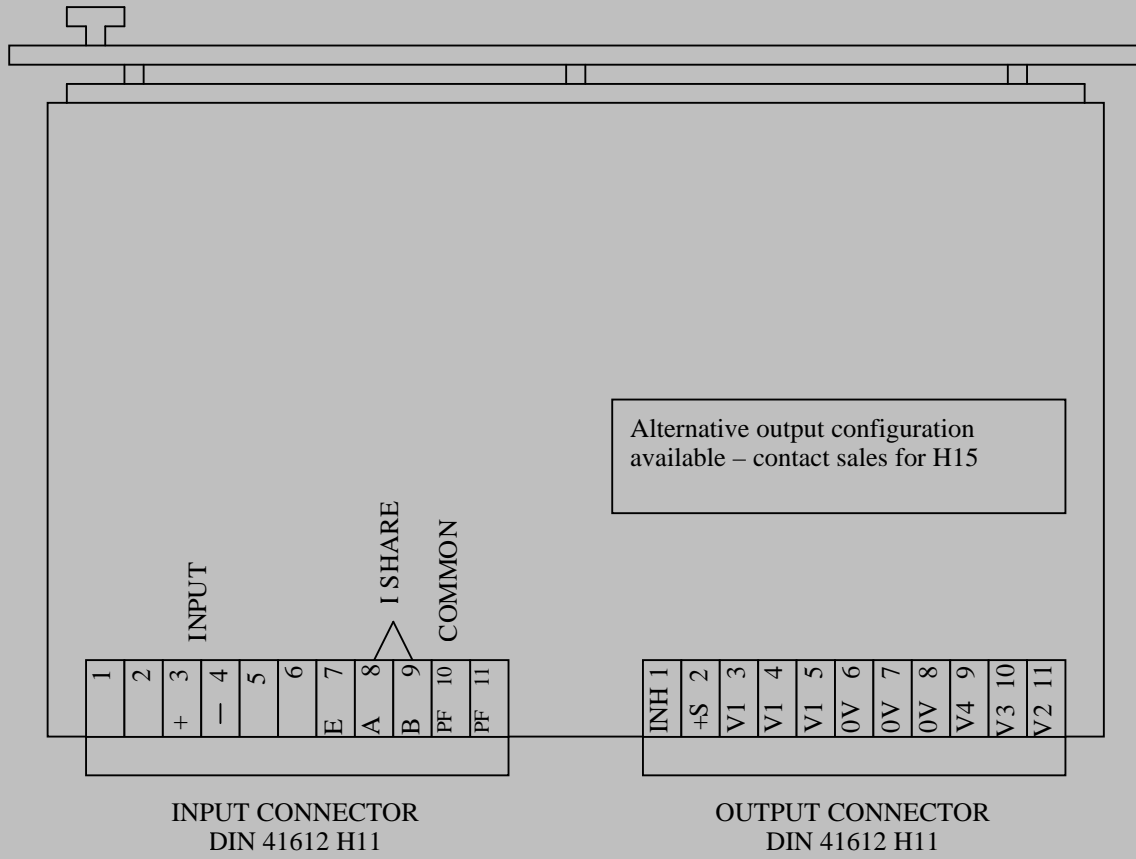 Alternative output configuration
available – contact sales for H15
INPUT
I SHARE
COMMON
1
2
+ 3
– 4
5
6
E 7
A 8
B 9
PF 10
PF 11
INH 1
+S 2
V1 3
V1 4
V1 5
0V 6
0V 7
0V 8
V4 9
V3 10
V2 11
INPUT CONNECTOR
DIN 41612 H11
OUTPUT CONNECTOR
DIN 41612 H11